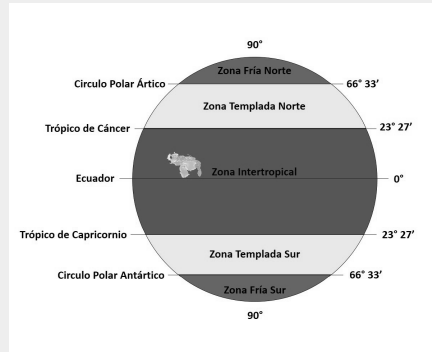 90°
Zona Fría Norte
Circulo Polar Ártico 66° 33’
Zona Templada Norte
Trópico de Cáncer 23° 27’
Ecuador Zona Intertropical 0°
Trópico de Capricornio 23° 27’
Zona Templada Sur
Circulo Polar Antártico 66° 33’
Zona Fría Sur
90°